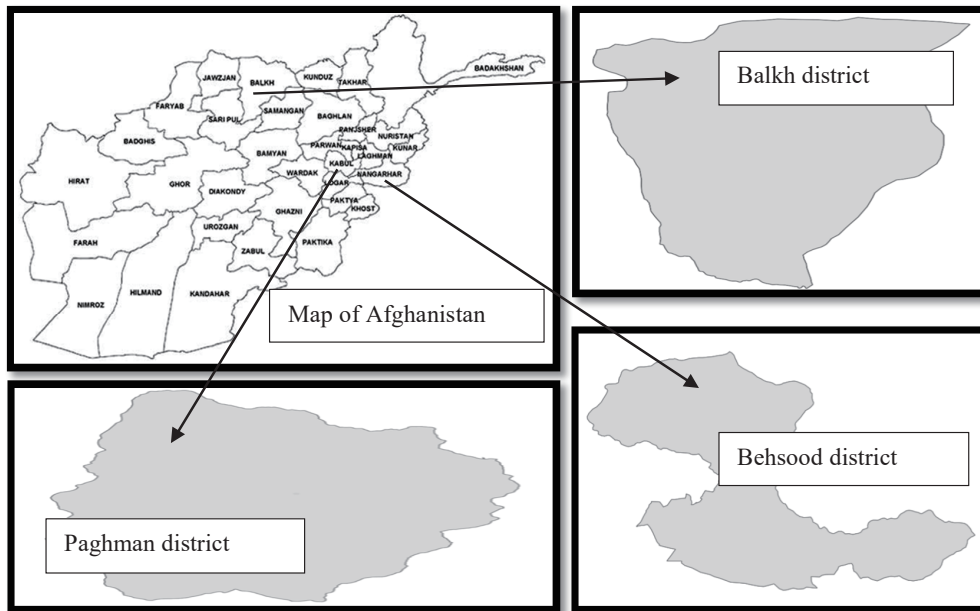 BADAKHSHAN
JAWZJAN
BALKH
KUNDUZ
TAKHAR
FARYAB
SARI PUL
SAMANGAN
BAGHLAN
BADGHIS
PANJSHER
NURISTAN
BAMYAN
PARWAN
KAPISA
KUNAR
LAGHMAN
KABUL
HIRAT
GHOR
WARDAK
NANGARHAR
DIAKONDY
LOGAR
PAKTYA
KHOST
GHAZNI
UROZGAN
FARAH
ZABUL
PAKTIKA
NIMROZ
HILMAND
KANDAHAR
Map of Afghanistan
Balkh district
Paghman district
Behsood district